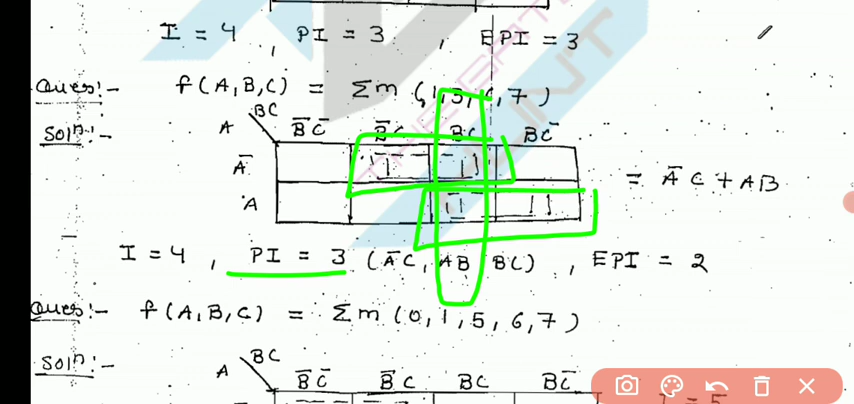 I = 4 , PI = 3 , EPI = 3
Ques:- f(A,B,C) = Σm (1,3,6,7)
Solⁿ:- A BC B̄C̄ B̄C BC BC̄
Ā 1 1
A 1 1 = ĀC + AB
I = 4 , PI = 3 (ĀC, AB, BC) , EPI = 2
Ques:- f(A,B,C) = Σm (0,1,5,6,7)
Solⁿ:- A BC B̄C̄ B̄C BC BC̄